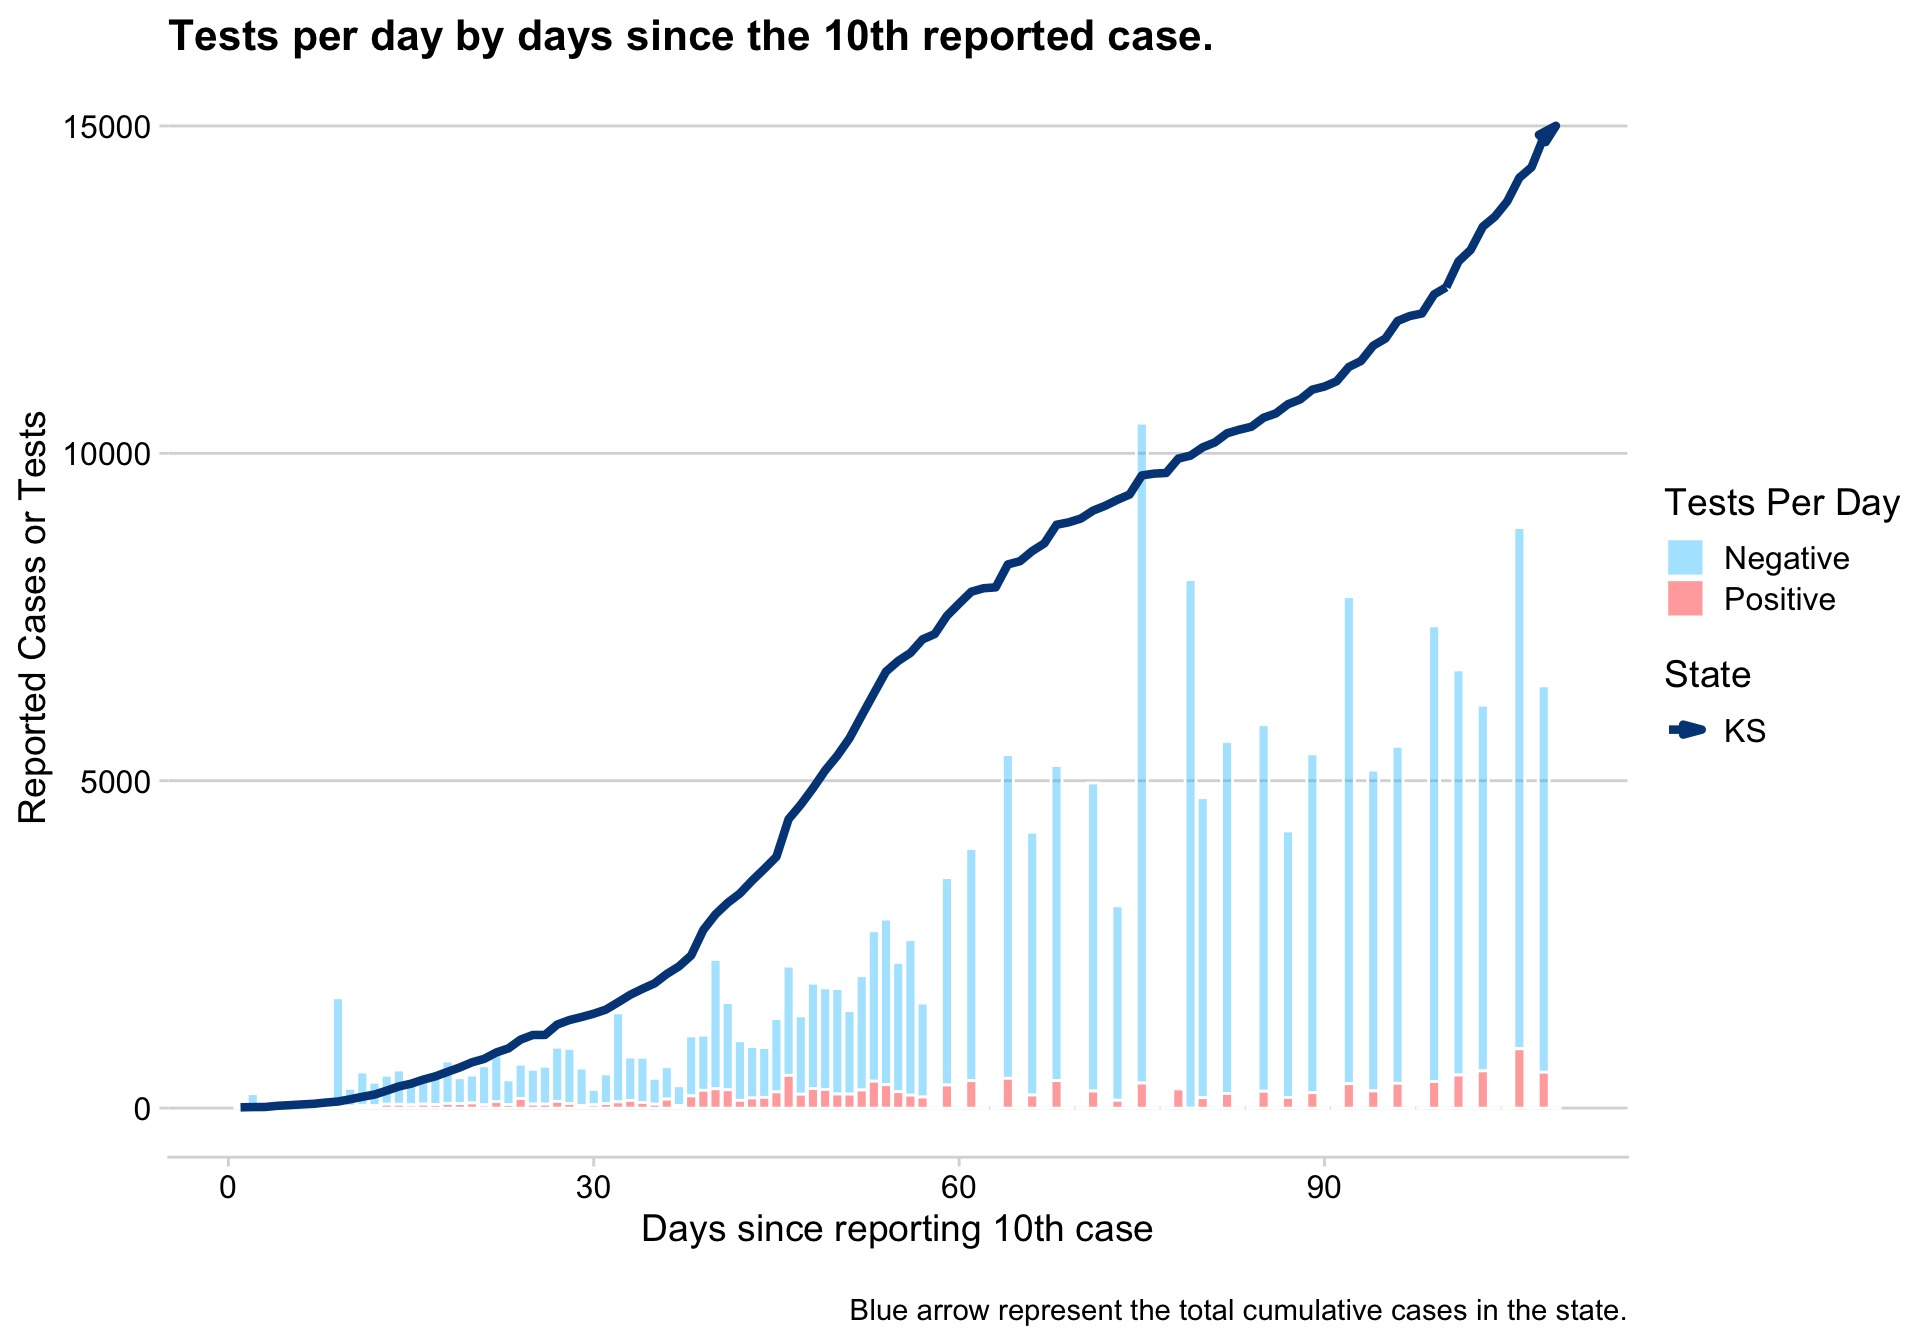 Tests per day by days since the 10th reported case.
15000
10000
5000
0
Reported Cases or Tests
0 30 60 90
Days since reporting 10th case
Tests Per Day
Negative
Positive
State
KS
Blue arrow represent the total cumulative cases in the state.